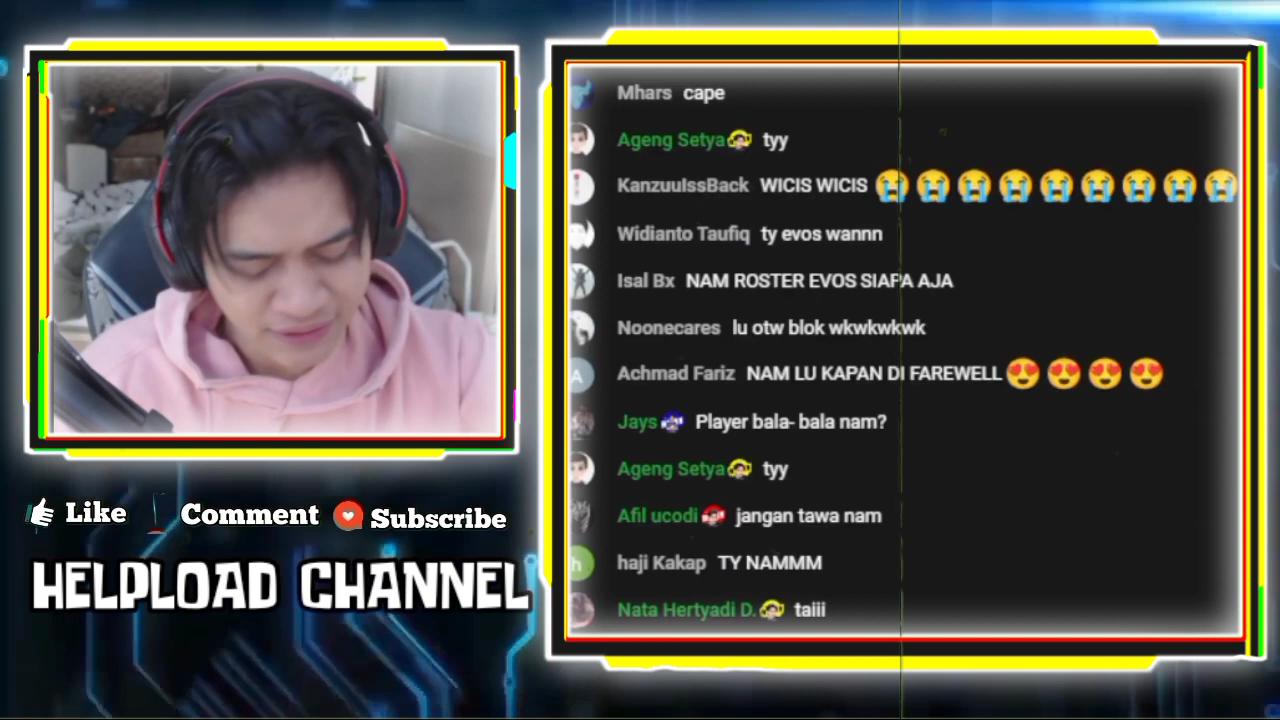 Mhars cape
Ageng Setya tyy
KanzuuIssBack WICIS WICIS 😭😭😭😭😭😭😭😭😭
Widianto Taufiq ty evos wannn
Isal Bx NAM ROSTER EVOS SIAPA AJA
Noonecares lu otw blok wkwkwkwk
A Achmad Fariz NAM LU KAPAN DI FAREWELL😍😍😍😍
Jays Player bala- bala nam?
Ageng Setya tyy
Afil ucodi jangan tawa nam
h haji Kakap TY NAMMM
Nata Hertyadi D. taiii
Like Comment Subscribe
HELPLOAD CHANNEL